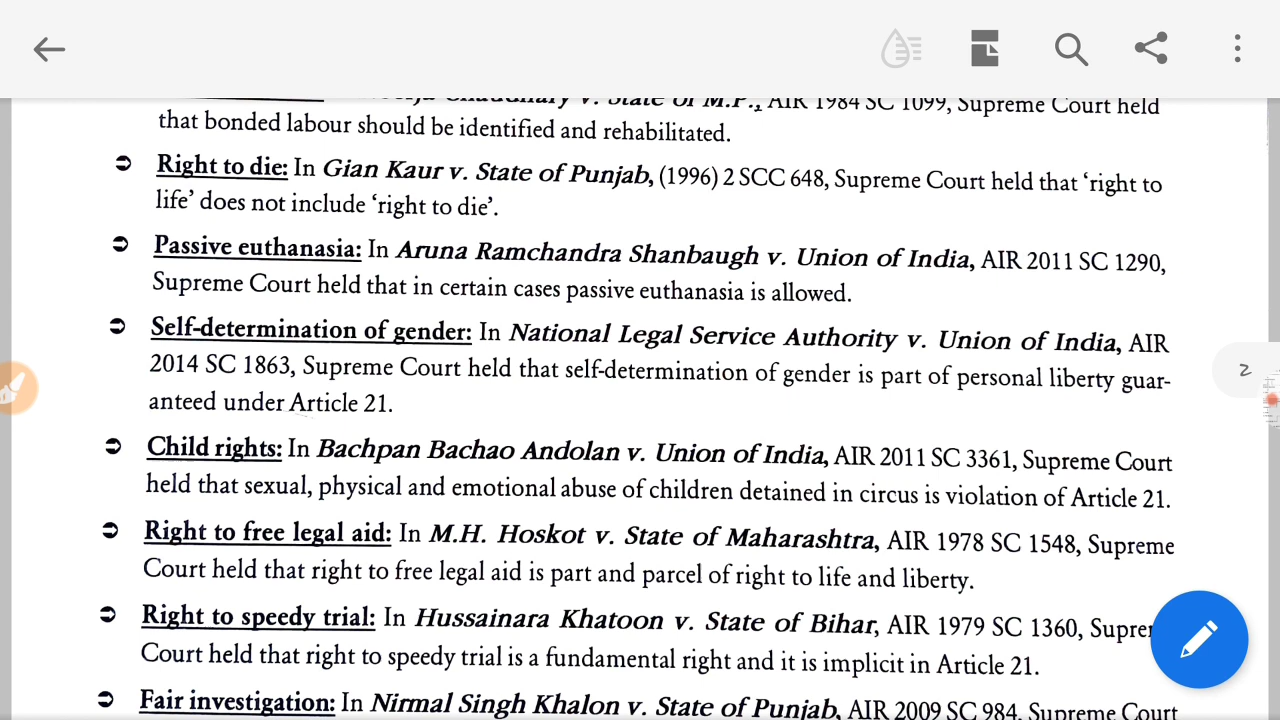 v. State of M.P., AIR 1984 SC 1099, Supreme Court held
that bonded labour should be identified and rehabilitated.
➲ Right to die: In Gian Kaur v. State of Punjab, (1996) 2 SCC 648, Supreme Court held that ‘right to
life’ does not include ‘right to die’.
➲ Passive euthanasia: In Aruna Ramchandra Shanbaugh v. Union of India, AIR 2011 SC 1290,
Supreme Court held that in certain cases passive euthanasia is allowed.
➲ Self-determination of gender: In National Legal Service Authority v. Union of India, AIR
2014 SC 1863, Supreme Court held that self-determination of gender is part of personal liberty guar-
anteed under Article 21.
2
➲ Child rights: In Bachpan Bachao Andolan v. Union of India, AIR 2011 SC 3361, Supreme Court
held that sexual, physical and emotional abuse of children detained in circus is violation of Article 21.
➲ Right to free legal aid: In M.H. Hoskot v. State of Maharashtra, AIR 1978 SC 1548, Supreme
Court held that right to free legal aid is part and parcel of right to life and liberty.
➲ Right to speedy trial: In Hussainara Khatoon v. State of Bihar, AIR 1979 SC 1360,
Court held that right to speedy trial is a fundamental right and it is implicit in Article 21.
➲ Fair investigation: In Nirmal Singh Khalon v. State of Punjab, AIR 2009 SC 984, Supreme Court